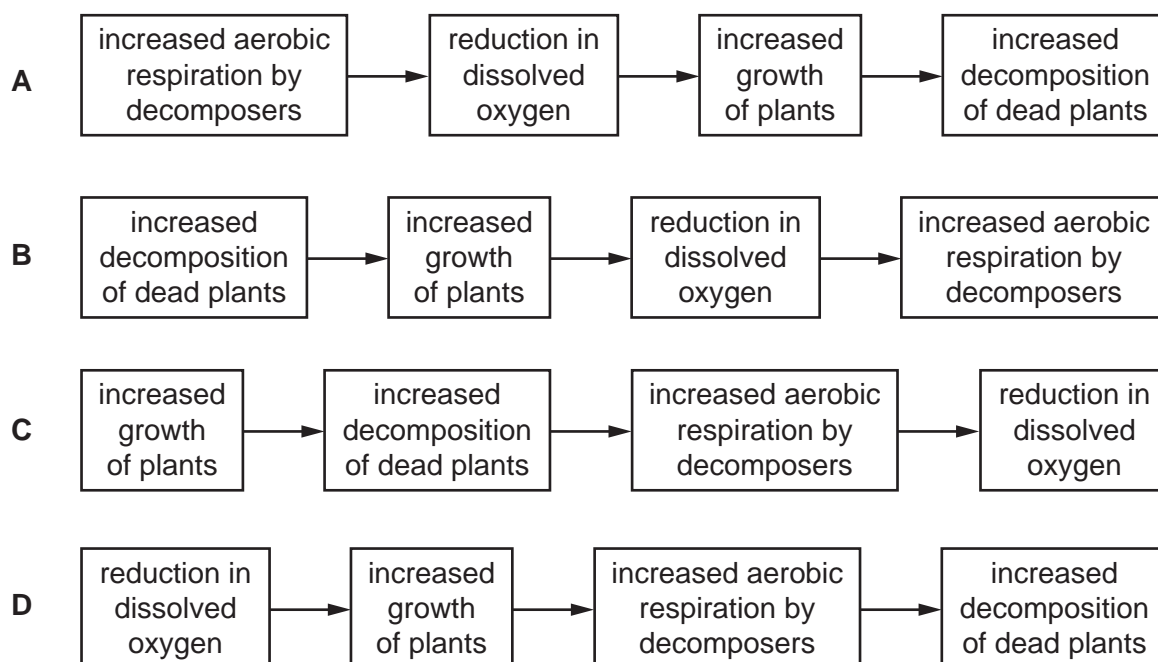 A
increased aerobic
respiration by
decomposers
reduction in
dissolved
oxygen
increased
growth
of plants
increased
decomposition
of dead plants
B
increased
decomposition
of dead plants
increased
growth
of plants
reduction in
dissolved
oxygen
increased aerobic
respiration by
decomposers
C
increased
growth
of plants
increased
decomposition
of dead plants
increased aerobic
respiration by
decomposers
reduction in
dissolved
oxygen
D
reduction in
dissolved
oxygen
increased
growth
of plants
increased aerobic
respiration by
decomposers
increased
decomposition
of dead plants